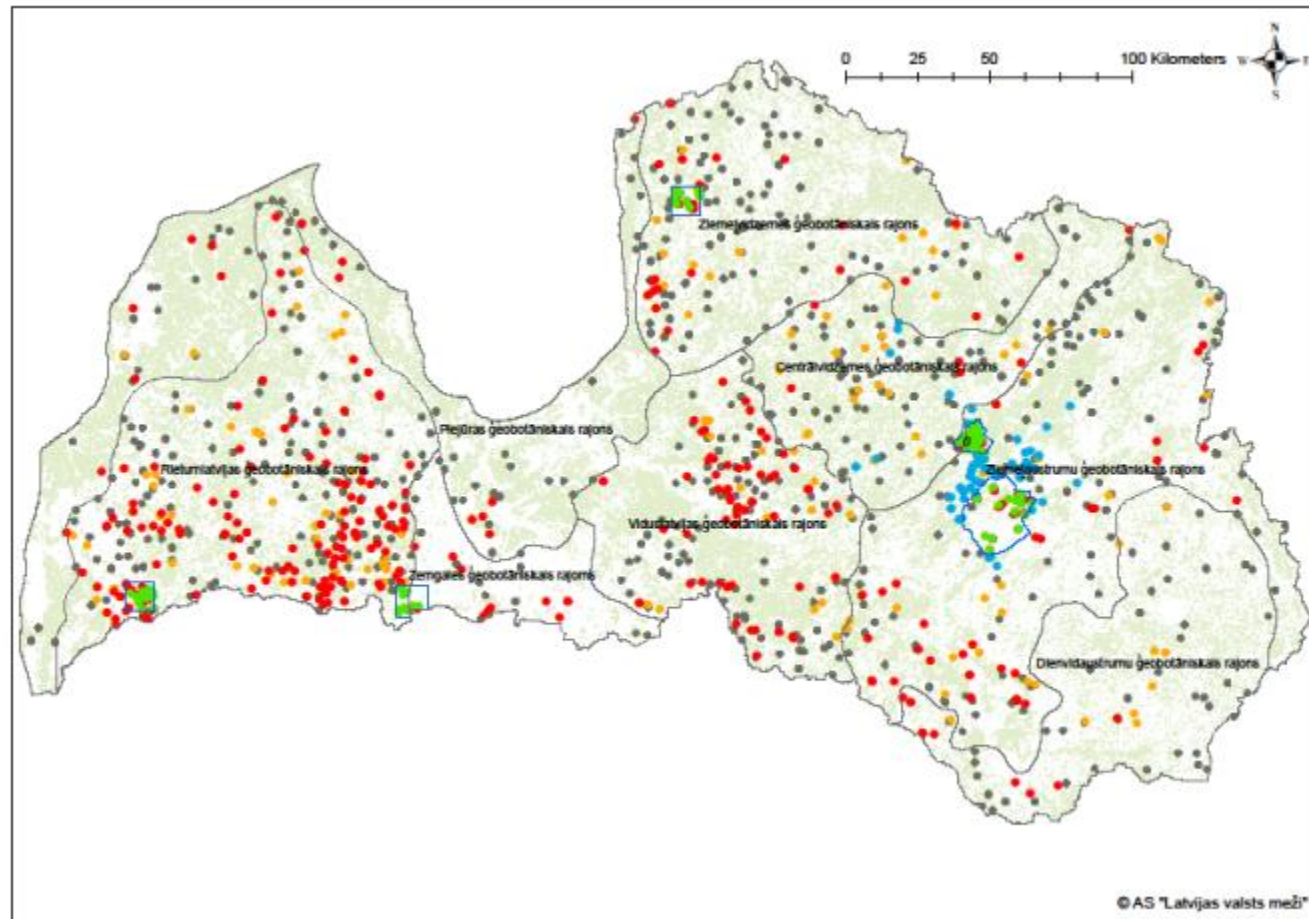 N
0 25 50 100 Kilometers
W E
S
Ziemeļvidzemes ģeobotāniskais rajons
Centrālvidzemes ģeobotāniskais rajons
Piejūras ģeobotāniskais rajons
Rietumlatvijas ģeobotāniskais rajons
Ziemeļaustrumu ģeobotāniskais rajons
Viduslatvijas ģeobotāniskais rajons
Zemgales ģeobotāniskais rajoms
Dienvidaustrumu ģeobotāniskais rajons
© AS "Latvijas valsts meži"